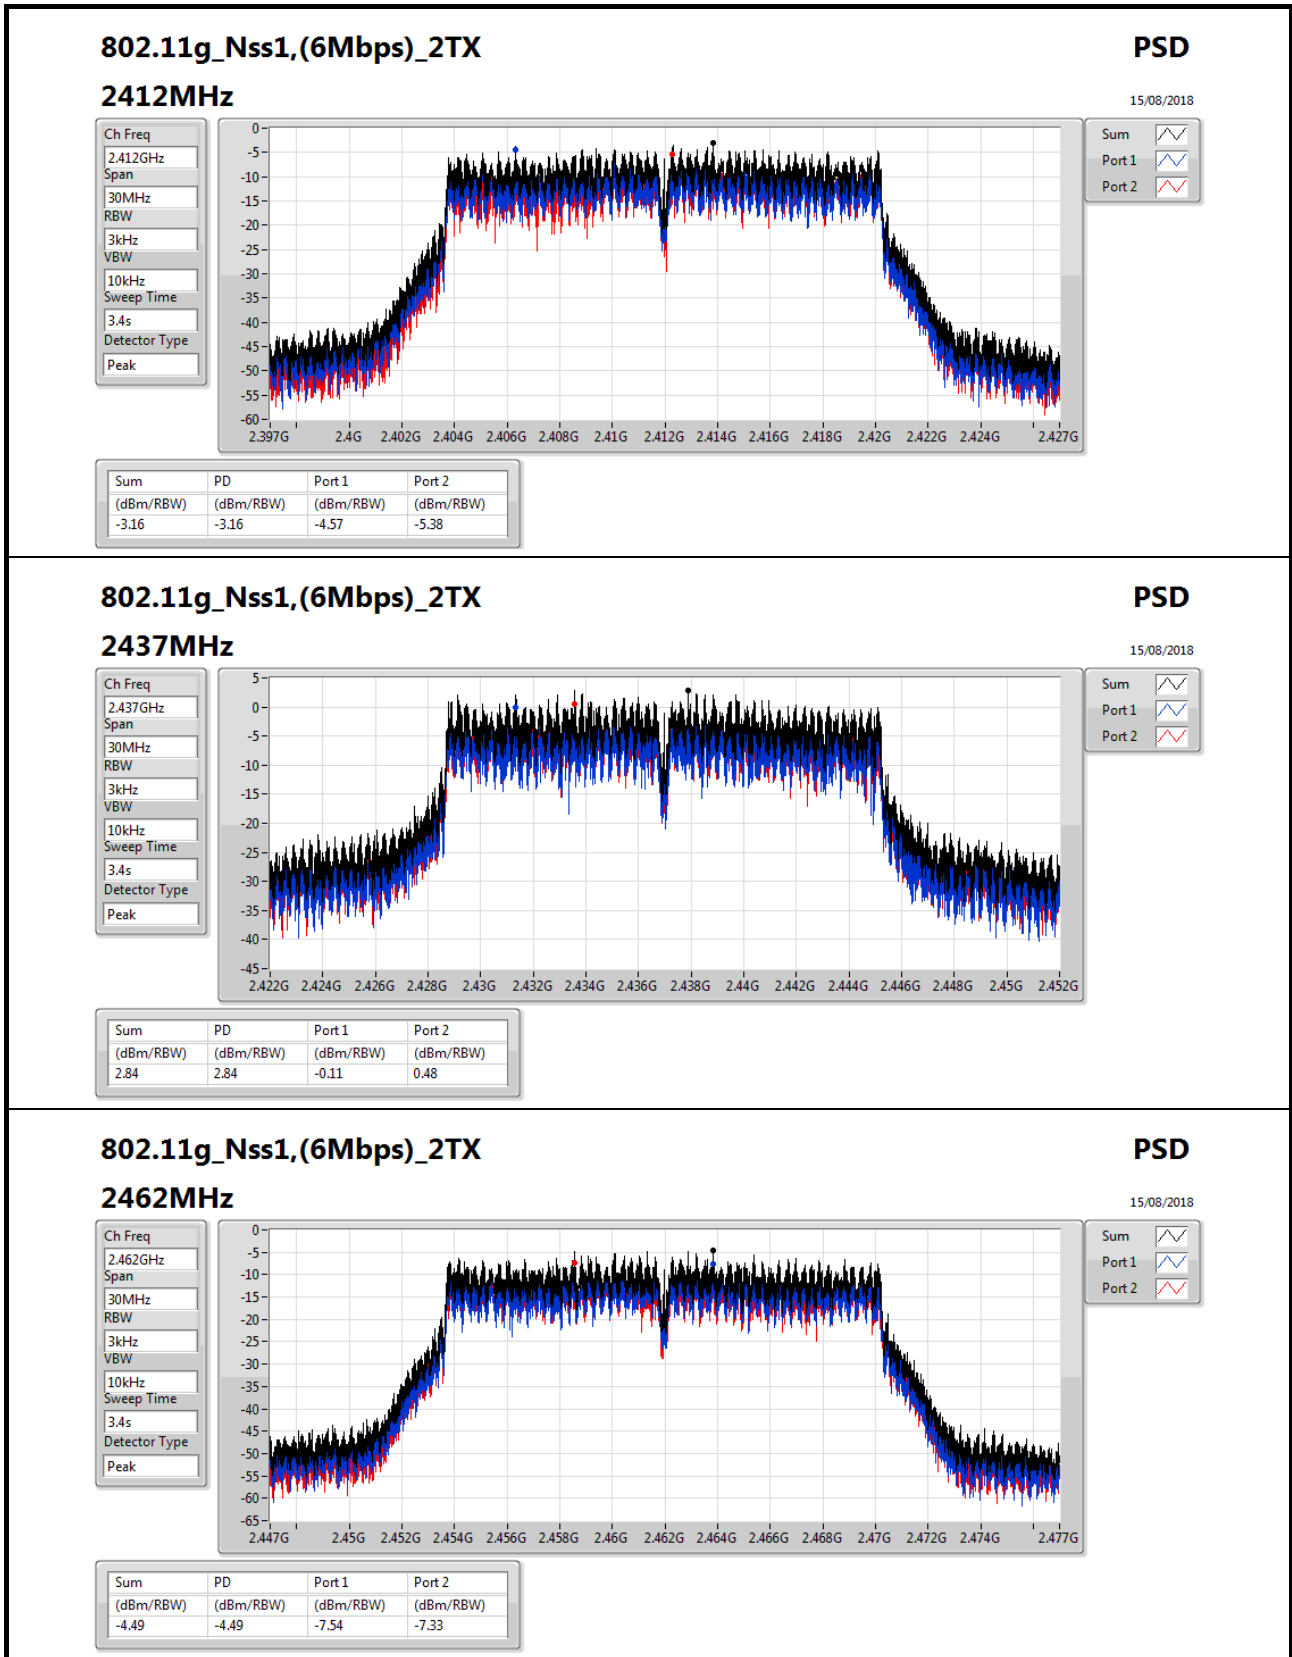 802.11g_Nss1,(6Mbps)_2TX PSD
2412MHz 15/08/2018
Ch Freq
2.412GHz
Span
30MHz
RBW
3kHz
VBW
10kHz
Sweep Time
3.4s
Detector Type
Peak
0
-5
-10
-15
-20
-25
-30
-35
-40
-45
-50
-55
-60
2.397G 2.4G 2.402G 2.404G 2.406G 2.408G 2.41G 2.412G 2.414G 2.416G 2.418G 2.42G 2.422G 2.424G 2.427G
Sum
Port 1
Port 2
Sum PD Port 1 Port 2
(dBm/RBW) (dBm/RBW) (dBm/RBW) (dBm/RBW)
-3.16 -3.16 -4.57 -5.38
802.11g_Nss1,(6Mbps)_2TX PSD
2437MHz 15/08/2018
Ch Freq
2.437GHz
Span
30MHz
RBW
3kHz
VBW
10kHz
Sweep Time
3.4s
Detector Type
Peak
5
0
-5
-10
-15
-20
-25
-30
-35
-40
-45
2.422G 2.424G 2.426G 2.428G 2.43G 2.432G 2.434G 2.436G 2.438G 2.44G 2.442G 2.444G 2.446G 2.448G 2.45G 2.452G
Sum
Port 1
Port 2
Sum PD Port 1 Port 2
(dBm/RBW) (dBm/RBW) (dBm/RBW) (dBm/RBW)
2.84 2.84 -0.11 0.48
802.11g_Nss1,(6Mbps)_2TX PSD
2462MHz 15/08/2018
Ch Freq
2.462GHz
Span
30MHz
RBW
3kHz
VBW
10kHz
Sweep Time
3.4s
Detector Type
Peak
0
-5
-10
-15
-20
-25
-30
-35
-40
-45
-50
-55
-60
-65
2.447G 2.45G 2.452G 2.454G 2.456G 2.458G 2.46G 2.462G 2.464G 2.466G 2.468G 2.47G 2.472G 2.474G 2.477G
Sum
Port 1
Port 2
Sum PD Port 1 Port 2
(dBm/RBW) (dBm/RBW) (dBm/RBW) (dBm/RBW)
-4.49 -4.49 -7.54 -7.33